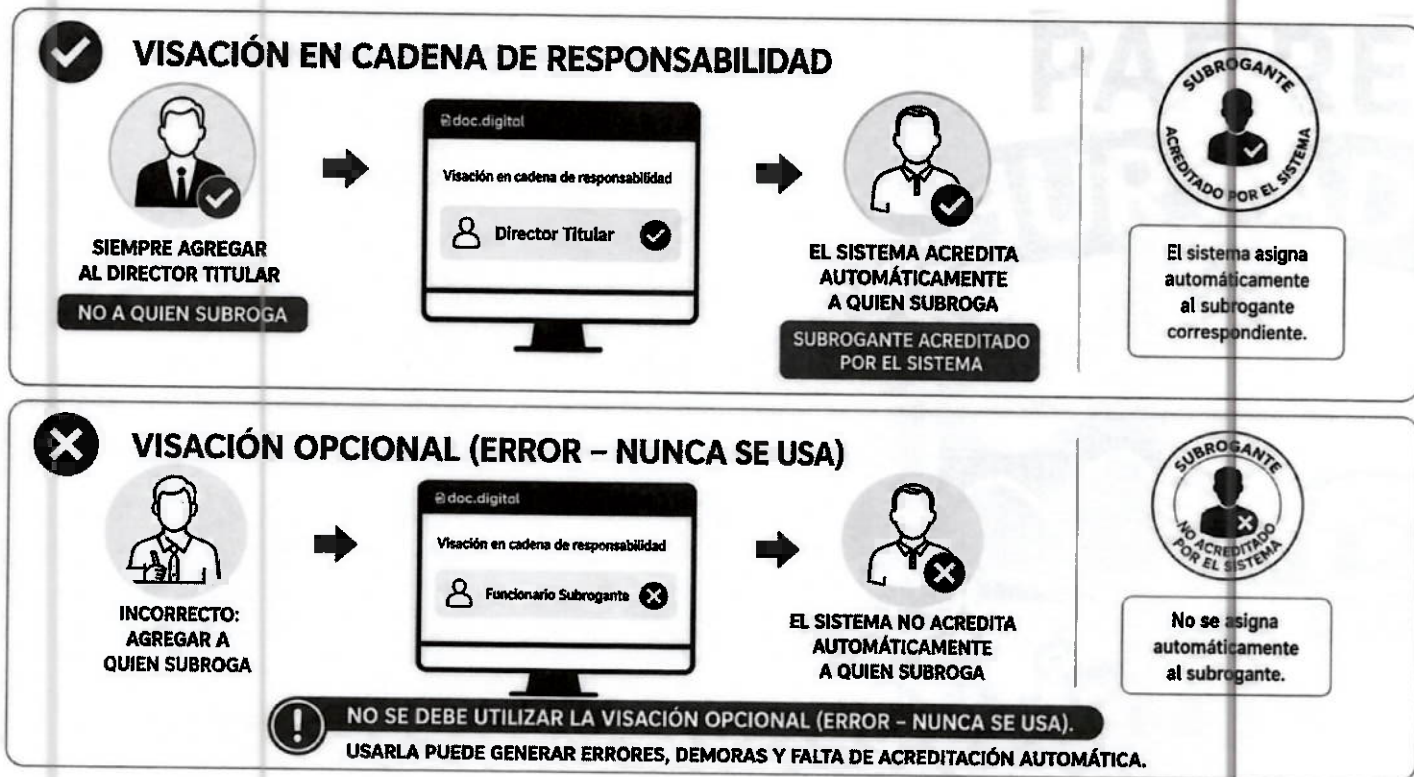 VISACIÓN EN CADENA DE RESPONSABILIDAD
SIEMPRE AGREGAR
AL DIRECTOR TITULAR
NO A QUIEN SUBROGA
doc.digital
Visación en cadena de responsabilidad
Director Titular
EL SISTEMA ACREDITA
AUTOMÁTICAMENTE
A QUIEN SUBROGA
SUBROGANTE ACREDITADO
POR EL SISTEMA
SUBROGANTE
ACREDITADO POR EL SISTEMA
El sistema asigna
automáticamente
al subrogante
correspondiente.
VISACIÓN OPCIONAL (ERROR – NUNCA SE USA)
INCORRECTO:
AGREGAR A
QUIEN SUBROGA
doc.digital
Visación en cadena de responsabilidad
Funcionario Subrogante
EL SISTEMA NO ACREDITA
AUTOMÁTICAMENTE
A QUIEN SUBROGA
SUBROGANTE
NO ACREDITADO
POR EL SISTEMA
No se asigna
automáticamente
al subrogante.
NO SE DEBE UTILIZAR LA VISACIÓN OPCIONAL (ERROR – NUNCA SE USA).
USARLA PUEDE GENERAR ERRORES, DEMORAS Y FALTA DE ACREDITACIÓN AUTOMÁTICA.